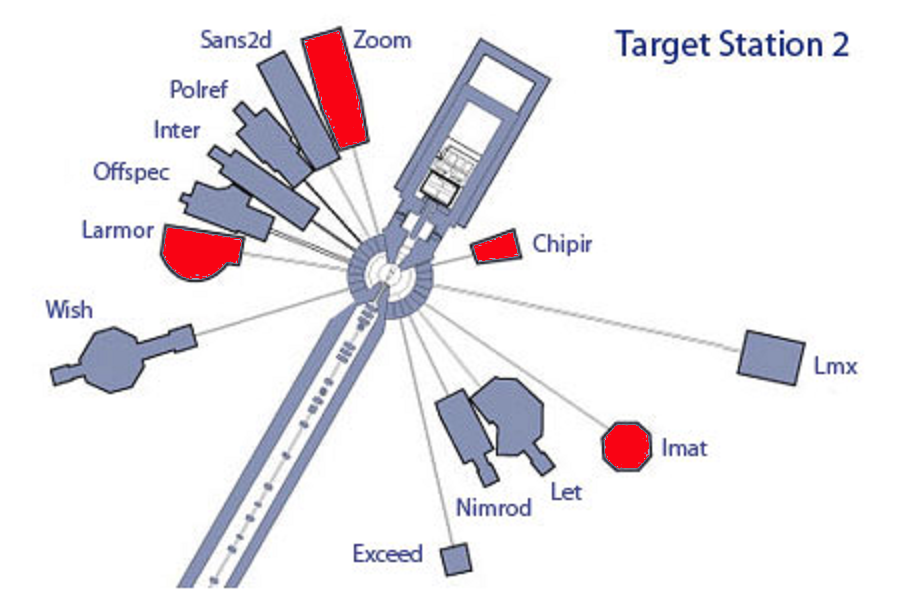 Target Station 2
Sans2d
Zoom
Polref
Inter
Offspec
Larmor
Chipir
Wish
Lmx
Imat
Let
Nimrod
Exceed